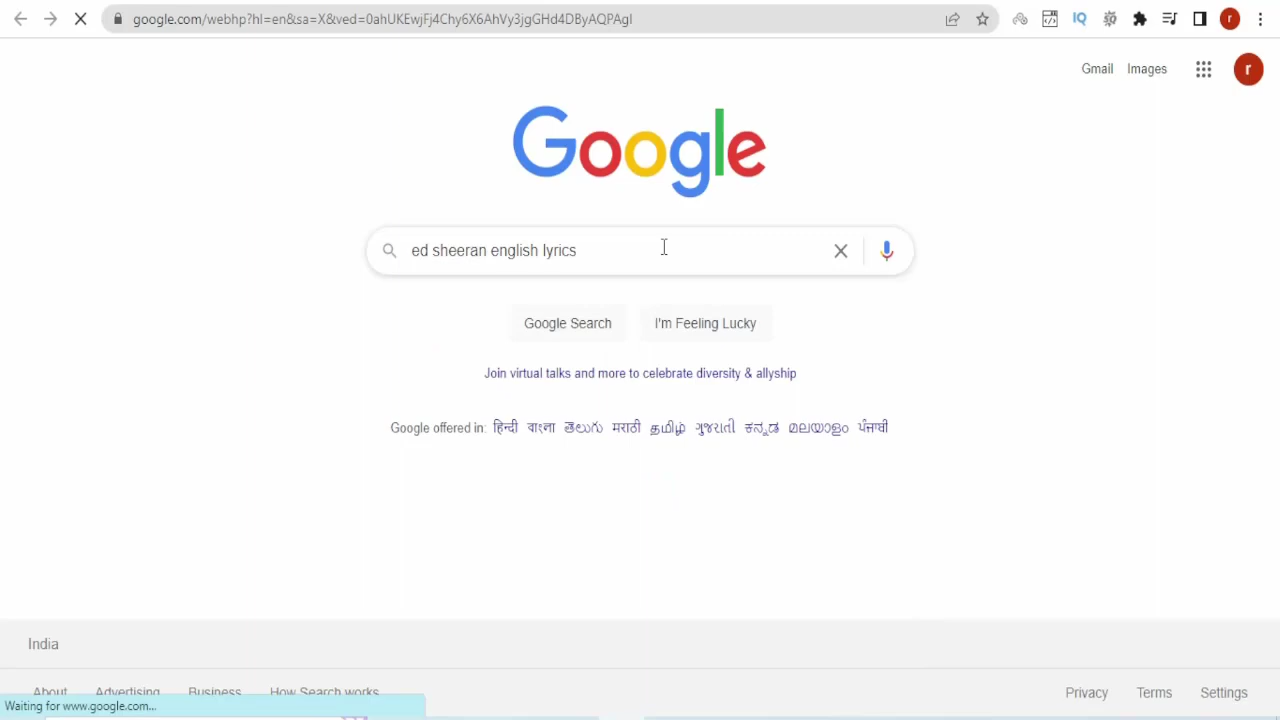 google.com/webhp?hl=en&sa=X&ved=0ahUKEwjFj4Chy6X6AhVy3jgGHd4DByAQPAgI
IQ
r
Gmail Images
r
Google
ed sheeran english lyrics
Google Search I'm Feeling Lucky
Join virtual talks and more to celebrate diversity & allyship
Google offered in: हिन्दी বাংলা తెలుగు मराठी தமிழ் ગુજરાતી ಕನ್ನಡ മലയാളം ਪੰਜਾਬੀ
India
About Advertising Business How Search works Privacy Terms Settings
Waiting for www.google.com...